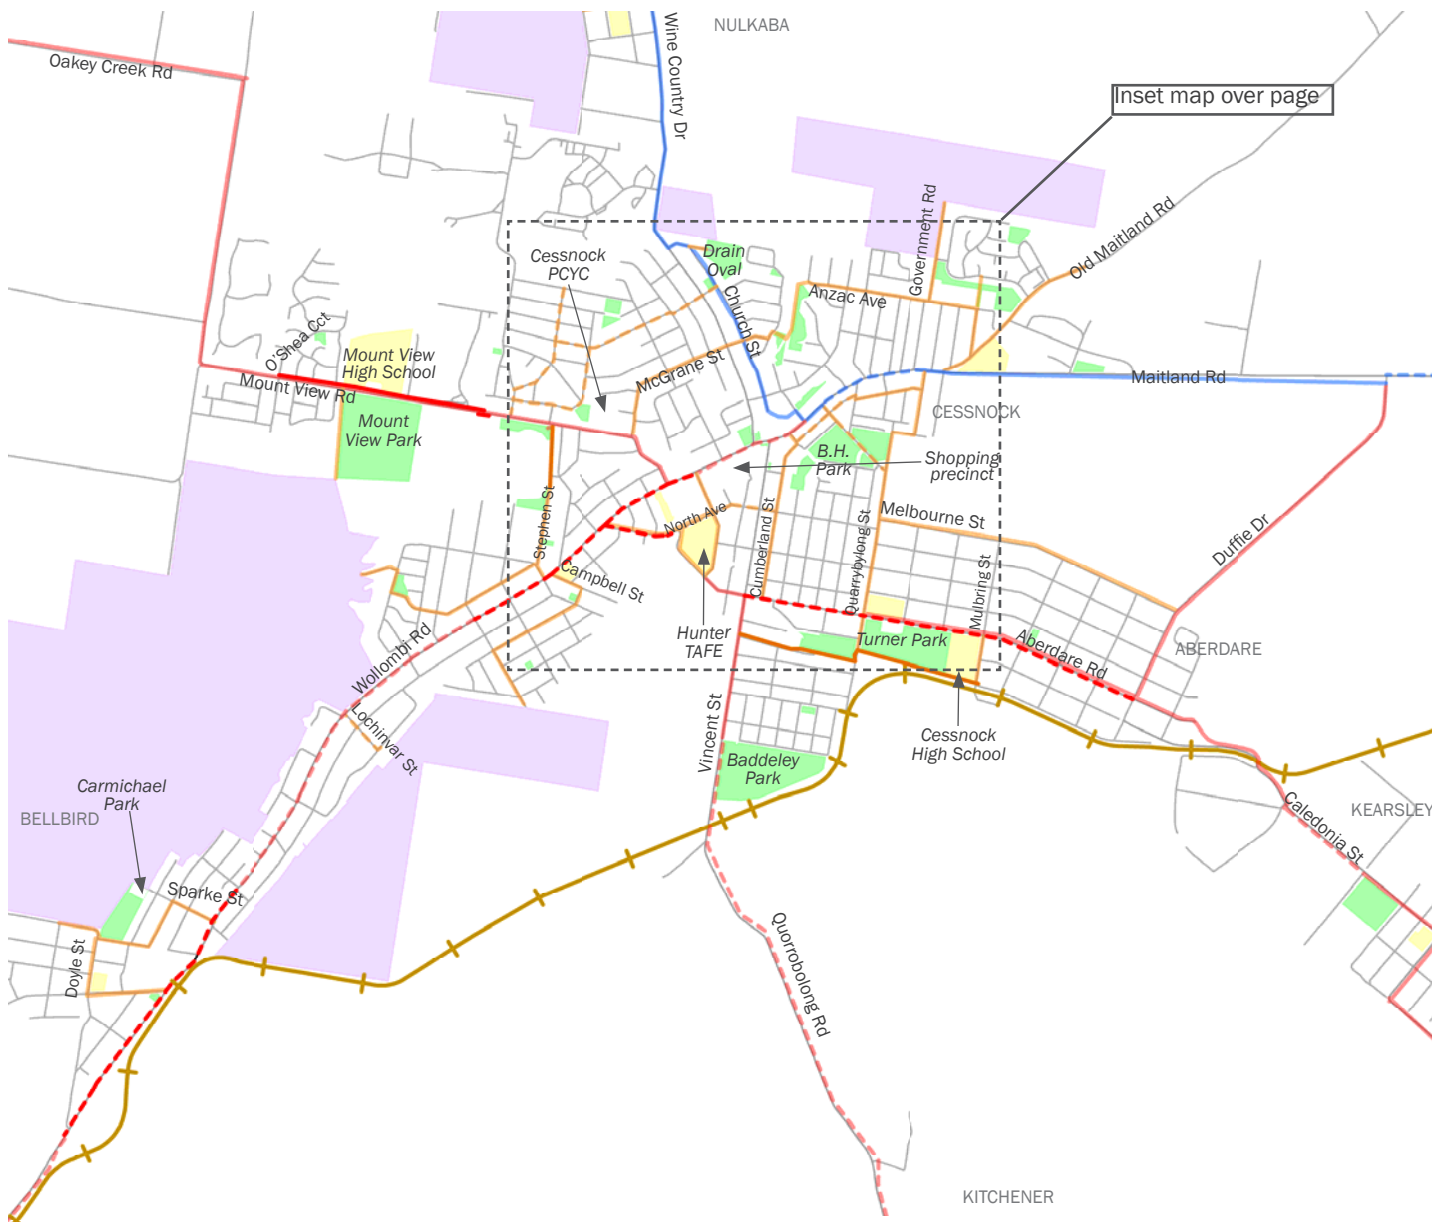 NULKABA
Wine Country Dr
Oakey Creek Rd
Inset map over page
Government Rd
Old Maitland Rd
Cessnock
PCYC
Drain
Oval
Anzac Ave
Church St
O'Shea Cct
Mount View
High School
McGrane St
Mount View Rd
Maitland Rd
CESSNOCK
Mount
View Park
B.H.
Park
Shopping
precinct
Stephen St
North Ave
Cumberland St
Quarrybylong St
Melbourne St
Duffie Dr
Campbell St
Mulbring St
Hunter
TAFE
Turner Park
Aberdare Rd
ABERDARE
Wollombi Rd
Lochinvar St
Vincent St
Cessnock
High School
Baddeley
Park
Carmichael
Park
BELLBIRD
Caledonia St
KEARSLEY
Sparke St
Doyle St
Quorrobolong Rd
KITCHENER